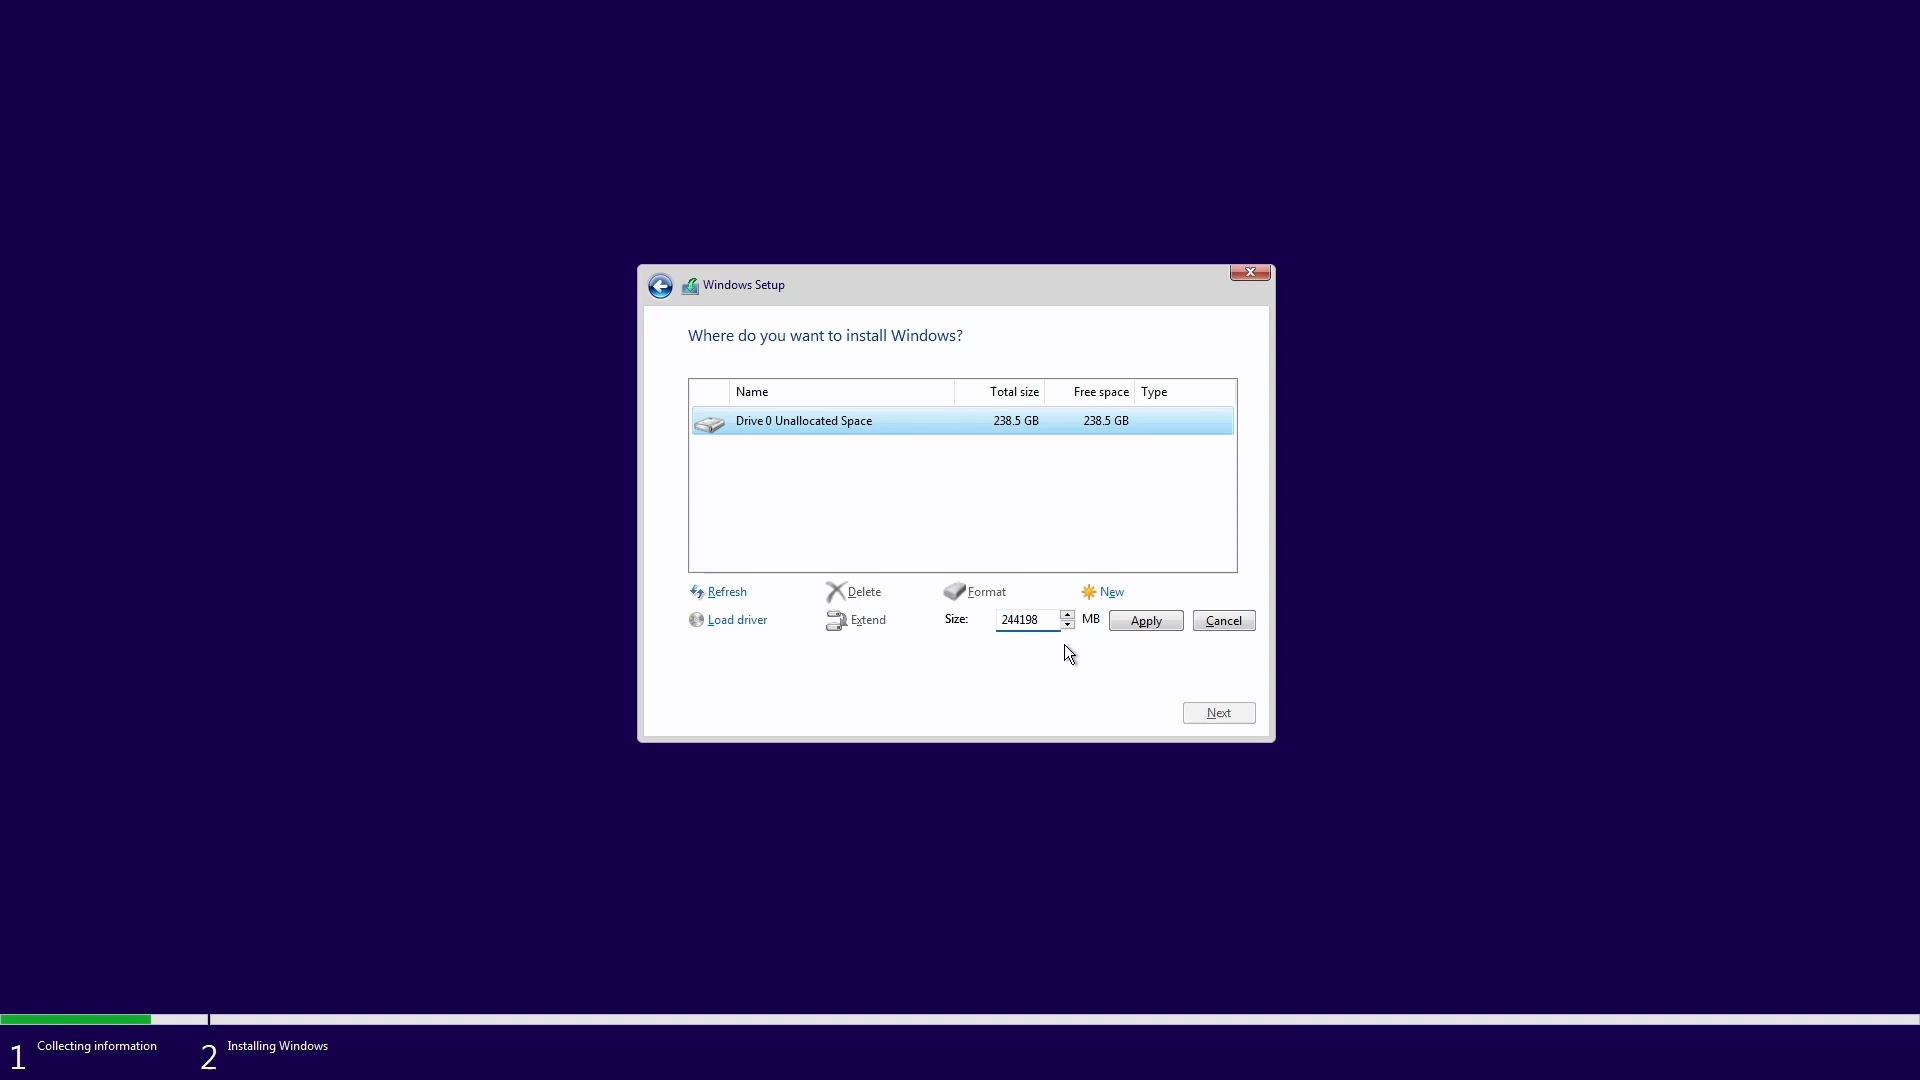 Windows Setup
Where do you want to install Windows?
Name Total size Free space Type
Drive 0 Unallocated Space 238.5 GB 238.5 GB
Refresh Delete Format New
Load driver Extend Size: 244198 MB Apply Cancel
Next
1 Collecting information 2 Installing Windows